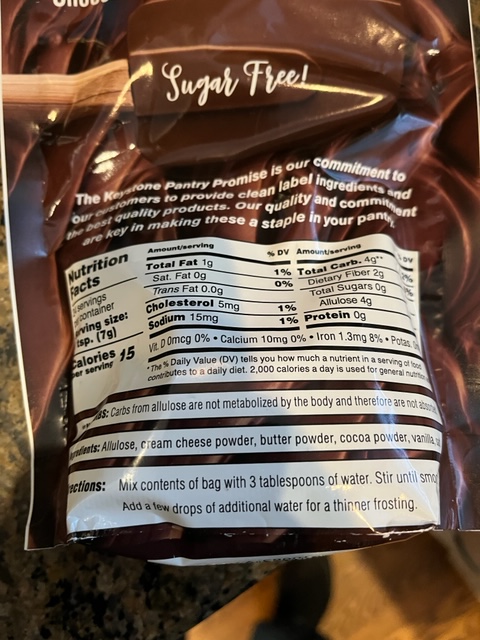 Sugar Free!
The Keystone Pantry Promise is our commitment to
our customers to provide clean label ingredients and
the best quality products. Our quality and commitment
are key in making these a staple in your pantry.
Nutrition
Facts
servings
container
serving size:
tsp. (7g)
Calories 15
per serving
Amount/serving % DV
Total Fat 1g 1%
Sat. Fat 0g 0%
Trans Fat 0.0g
Cholesterol 5mg 1%
Sodium 15mg 1%
Amount/serving DV
Total Carb. 4g**
Dietary Fiber 2g
Total Sugars 0g
Allulose 4g
Protein 0g
Vit. D 0mcg 0% • Calcium 10mg 0% • Iron 1.3mg 8% • Potas.
*The % Daily Value (DV) tells you how much a nutrient in a serving of food
contributes to a daily diet. 2,000 calories a day is used for general nutrition
Carbs from allulose are not metabolized by the body and therefore are not
Ingredients: Allulose, cream cheese powder, butter powder, cocoa powder, vanilla,
Mix contents of bag with 3 tablespoons of water. Stir until
Add a few drops of additional water for a thinner frosting.